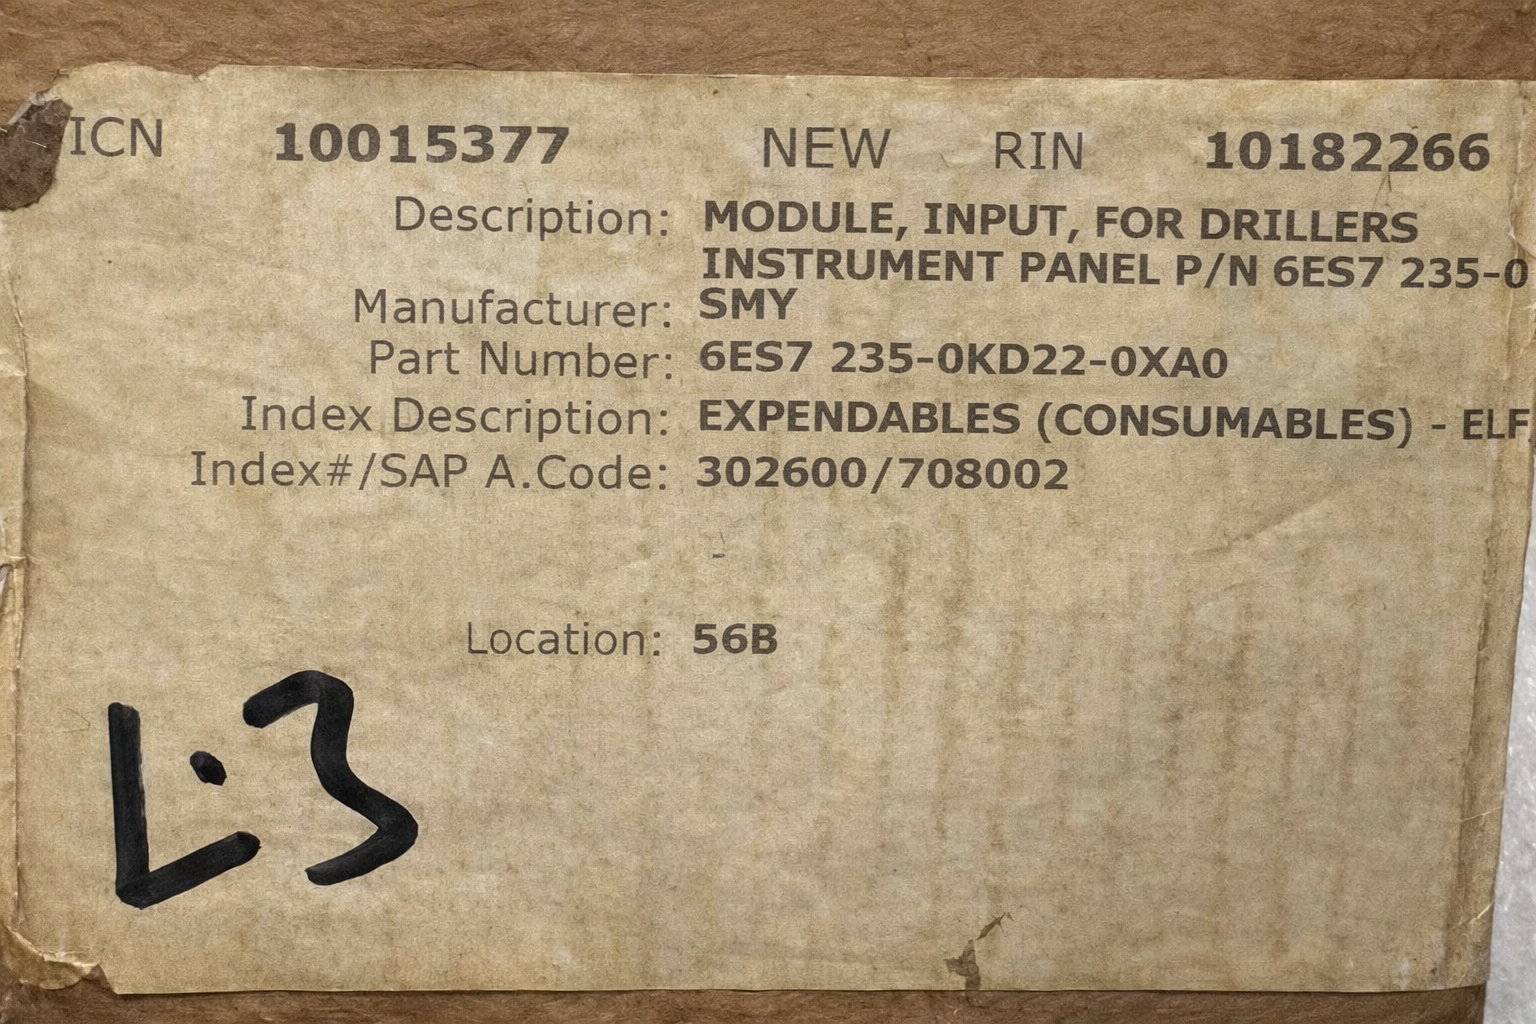 ICN 10015377 NEW RIN 10182266
Description: MODULE, INPUT, FOR DRILLERS
INSTRUMENT PANEL P/N 6ES7 235-0
Manufacturer: SMY
Part Number: 6ES7 235-0KD22-0XA0
Index Description: EXPENDABLES (CONSUMABLES) - ELF
Index#/SAP A.Code: 302600/708002
Location: 56B
L·3